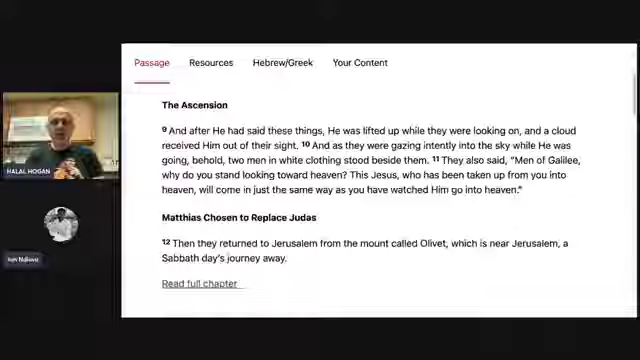 Passage Resources Hebrew/Greek Your Content
The Ascension
9 And after He had said these things, He was lifted up while they were looking on, and a cloud
received Him out of their sight. 10 And as they were gazing intently into the sky while He was
going, behold, two men in white clothing stood beside them. 11 They also said, “Men of Galilee,
why do you stand looking toward heaven? This Jesus, who has been taken up from you into
heaven, will come in just the same way as you have watched Him go into heaven.”
HALAL HOGAN
Matthias Chosen to Replace Judas
12 Then they returned to Jerusalem from the mount called Olivet, which is near Jerusalem, a
Sabbath day’s journey away.
Read full chapter